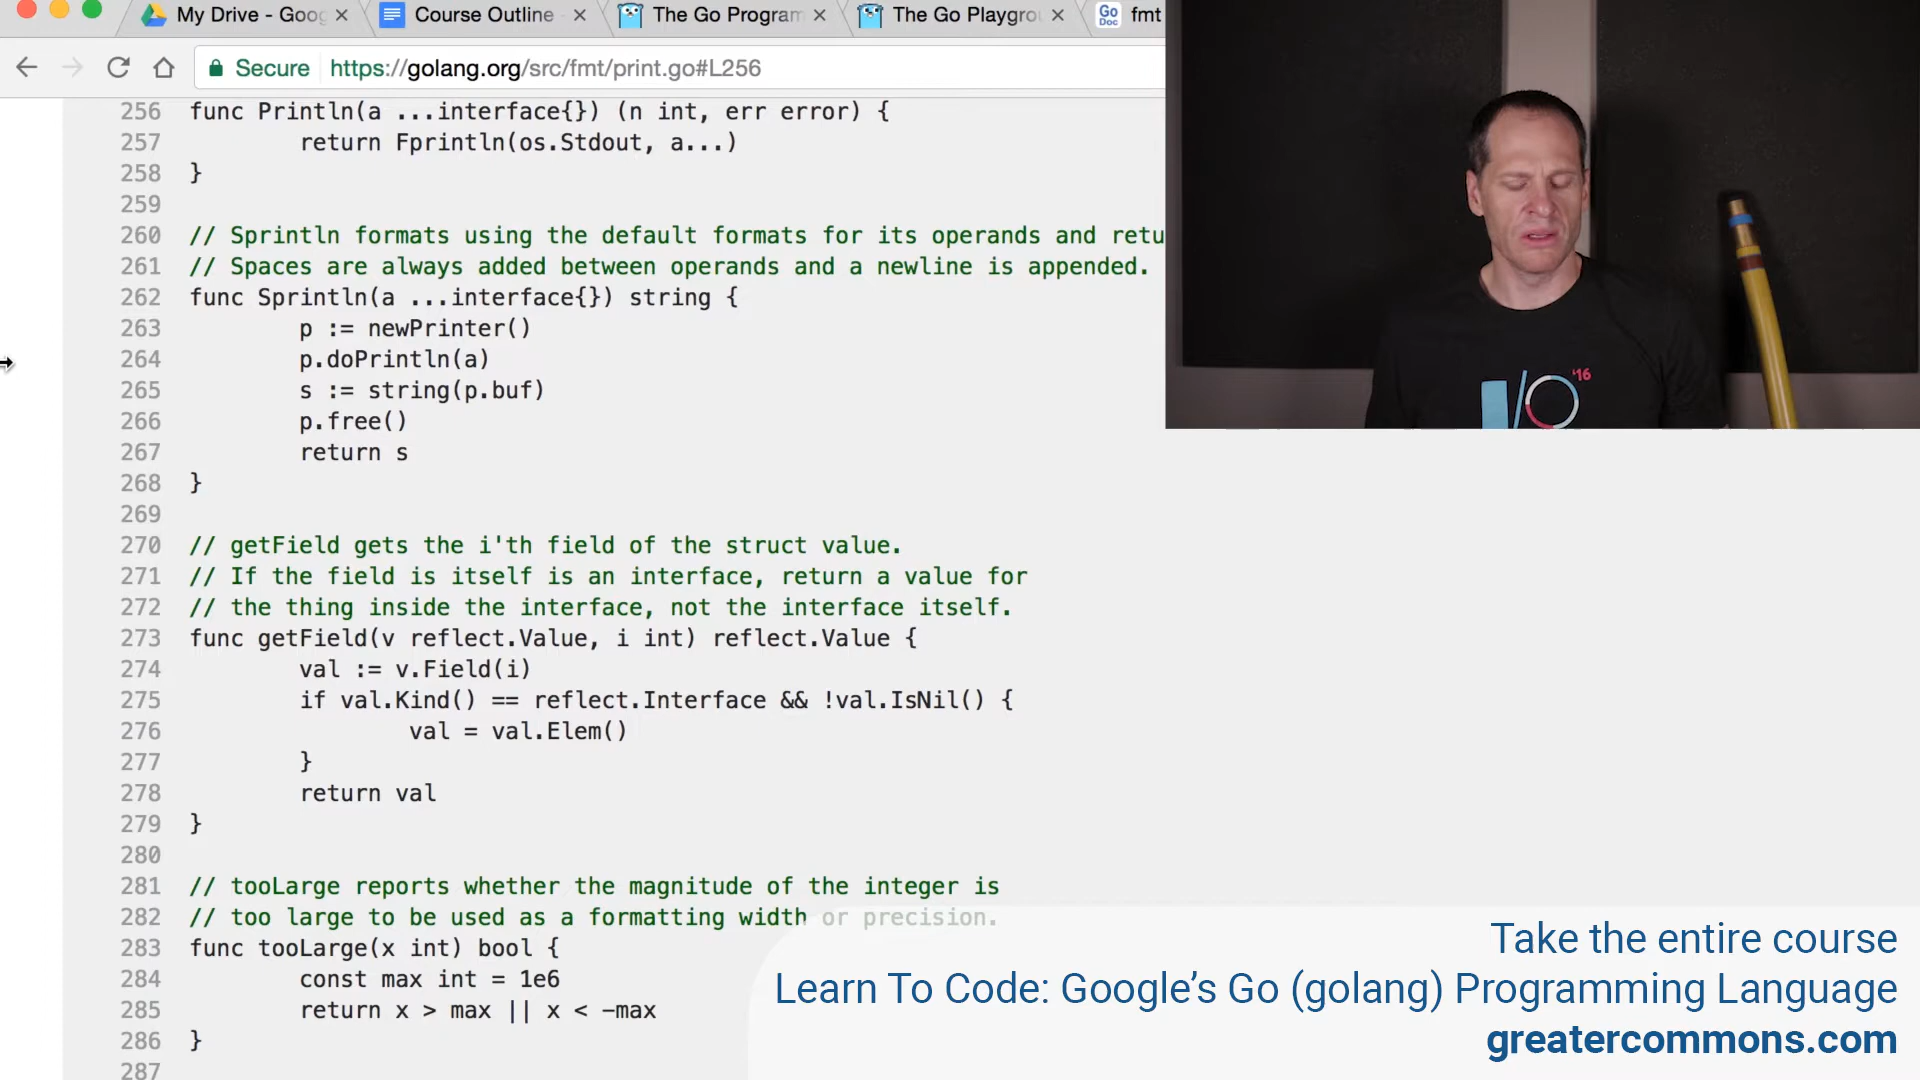 My Drive - Goog
Course Outline
The Go Program
The Go Playgrou
Go Doc fmt
Secure https://golang.org/src/fmt/print.go#L256
256 func Println(a ...interface{}) (n int, err error) {
257 return Fprintln(os.Stdout, a...)
258 }
259
260 // Sprintln formats using the default formats for its operands and retu
261 // Spaces are always added between operands and a newline is appended.
262 func Sprintln(a ...interface{}) string {
263 p := newPrinter()
264 p.doPrintln(a)
265 s := string(p.buf)
266 p.free()
267 return s
268 }
269
270 // getField gets the i'th field of the struct value.
271 // If the field is itself is an interface, return a value for
272 // the thing inside the interface, not the interface itself.
273 func getField(v reflect.Value, i int) reflect.Value {
274 val := v.Field(i)
275 if val.Kind() == reflect.Interface && !val.IsNil() {
276 val = val.Elem()
277 }
278 return val
279 }
280
281 // tooLarge reports whether the magnitude of the integer is
282 // too large to be used as a formatting width or precision.
283 func tooLarge(x int) bool {
284 const max int = 1e6
285 return x > max || x < -max
286 }
287
I/O '16
Take the entire course
Learn To Code: Google’s Go (golang) Programming Language
greatercommons.com